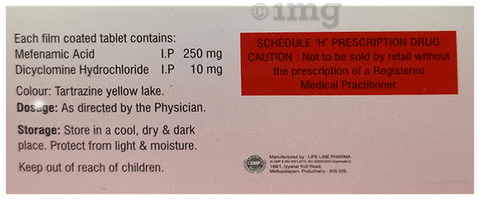 1mg
Each film coated tablet contains:
Mefenamic Acid I.P 250 mg
Dicyclomine Hydrochloride I.P 10 mg
Colour: Tartrazine yellow lake.
Dosage: As directed by the Physician.
Storage: Store in a cool, dry & dark
place. Protect from light & moisture.
Keep out of reach of children.
SCHEDULE 'H' PRESCRIPTION DRUG
CAUTION : Not to be sold by retail without
the prescription of a Registered
Medical Practitioner.
GMP
Manufactured by : LIFE LINE PHARMA
Mettupalayam, Puducherry - 605 009.